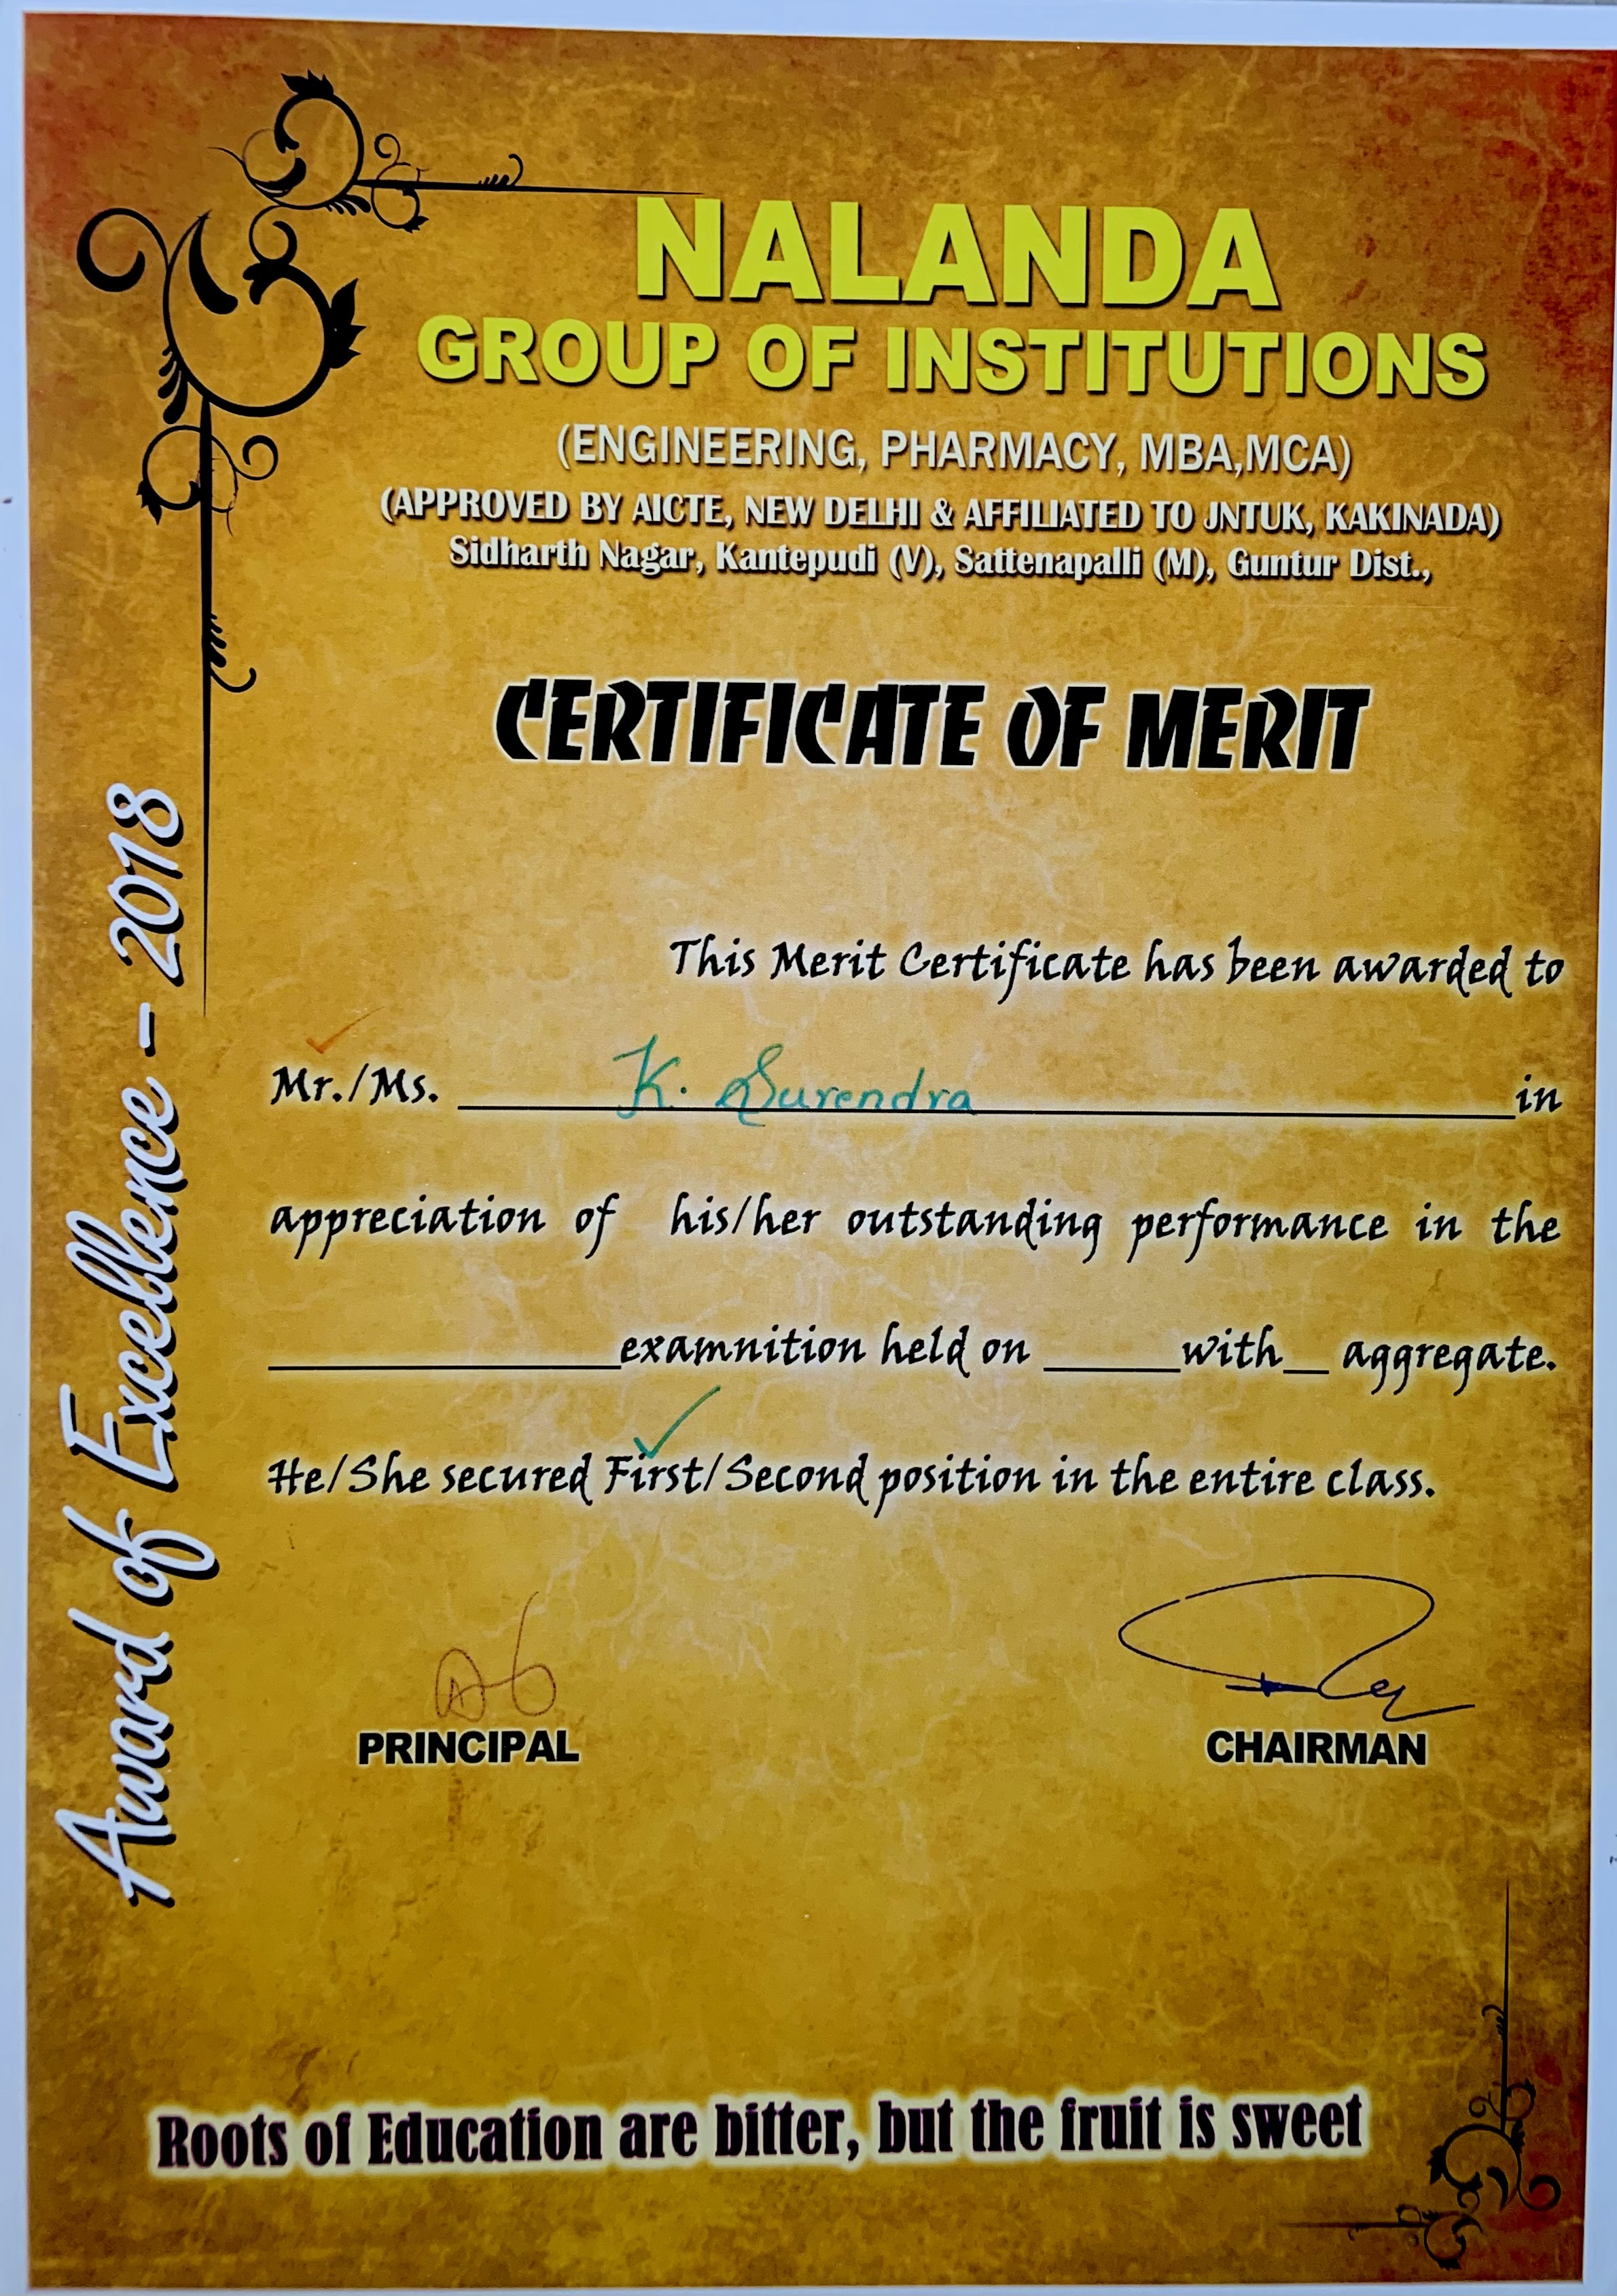 NALANDA
GROUP OF INSTITUTIONS
(ENGINEERING, PHARMACY, MBA,MCA)
(APPROVED BY AICTE, NEW DELHI & AFFILIATED TO JNTUK, KAKINADA)
Sidharth Nagar, Kantepudi (V), Sattenapalli (M), Guntur Dist.,
CERTIFICATE OF MERIT
Award of Excellence - 2018
This Merit Certificate has been awarded to
Mr./Ms. K. Surendra in
appreciation of his/her outstanding performance in the
examnition held on with aggregate.
He/She secured First/Second position in the entire class.
PRINCIPAL
CHAIRMAN
Roots of Education are bitter, but the fruit is sweet